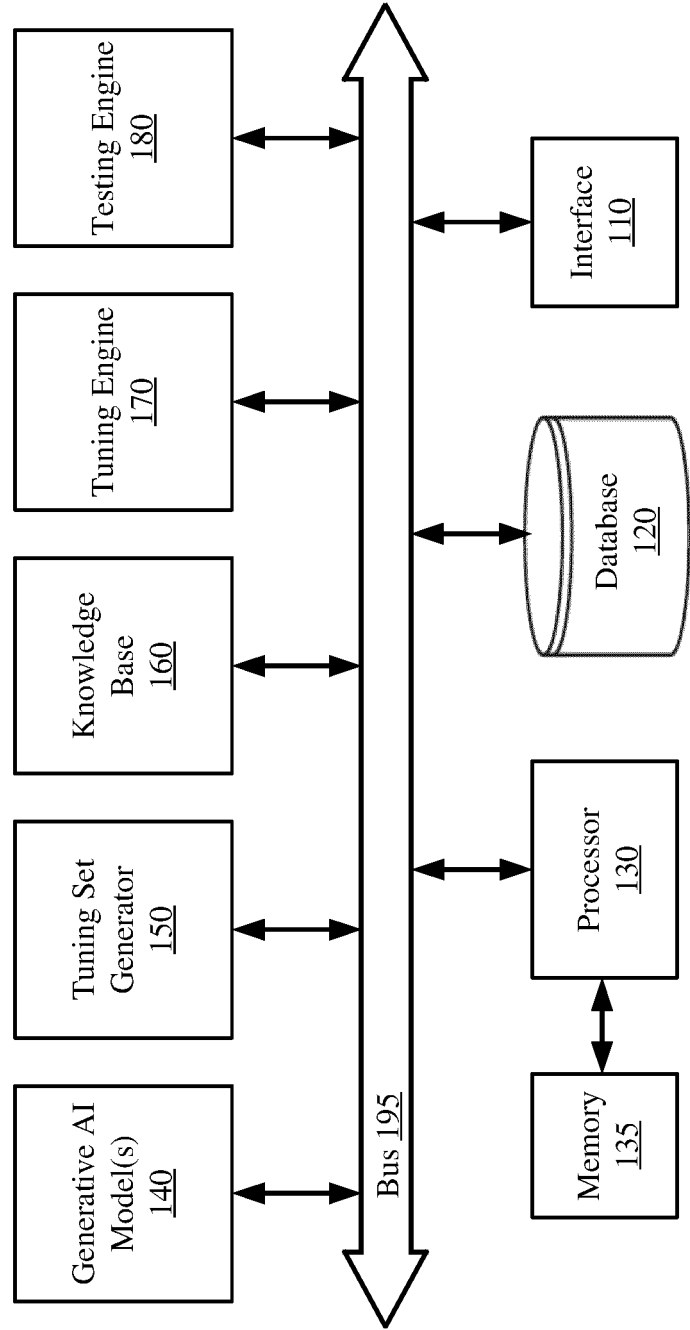 Generative AI
Model(s)
140
Tuning Set
Generator
150
Knowledge
Base
160
Tuning Engine
170
Testing Engine
180
Bus 195
Memory
135
Processor
130
Database
120
Interface
110